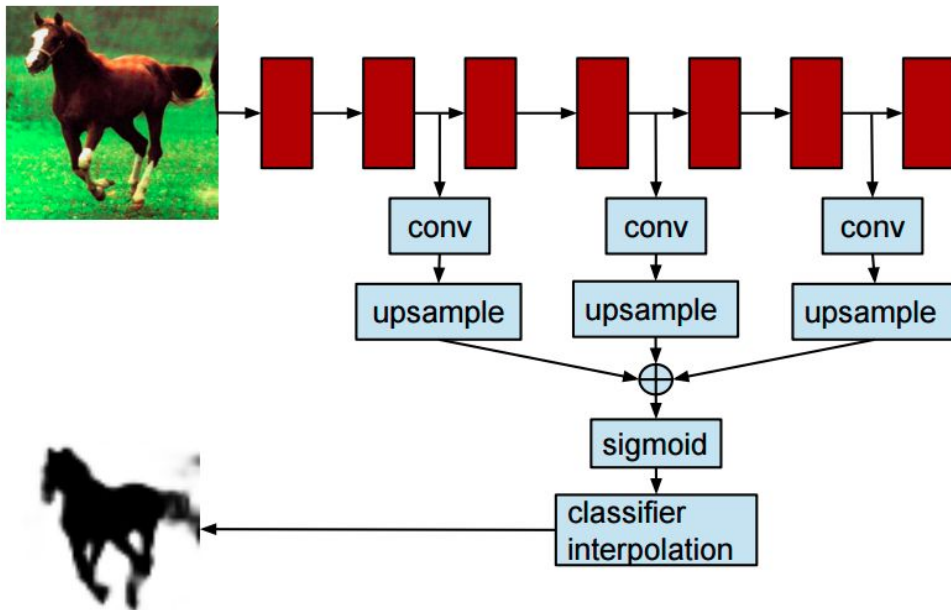 conv
conv
conv
upsample
upsample
upsample
sigmoid
classifier
interpolation